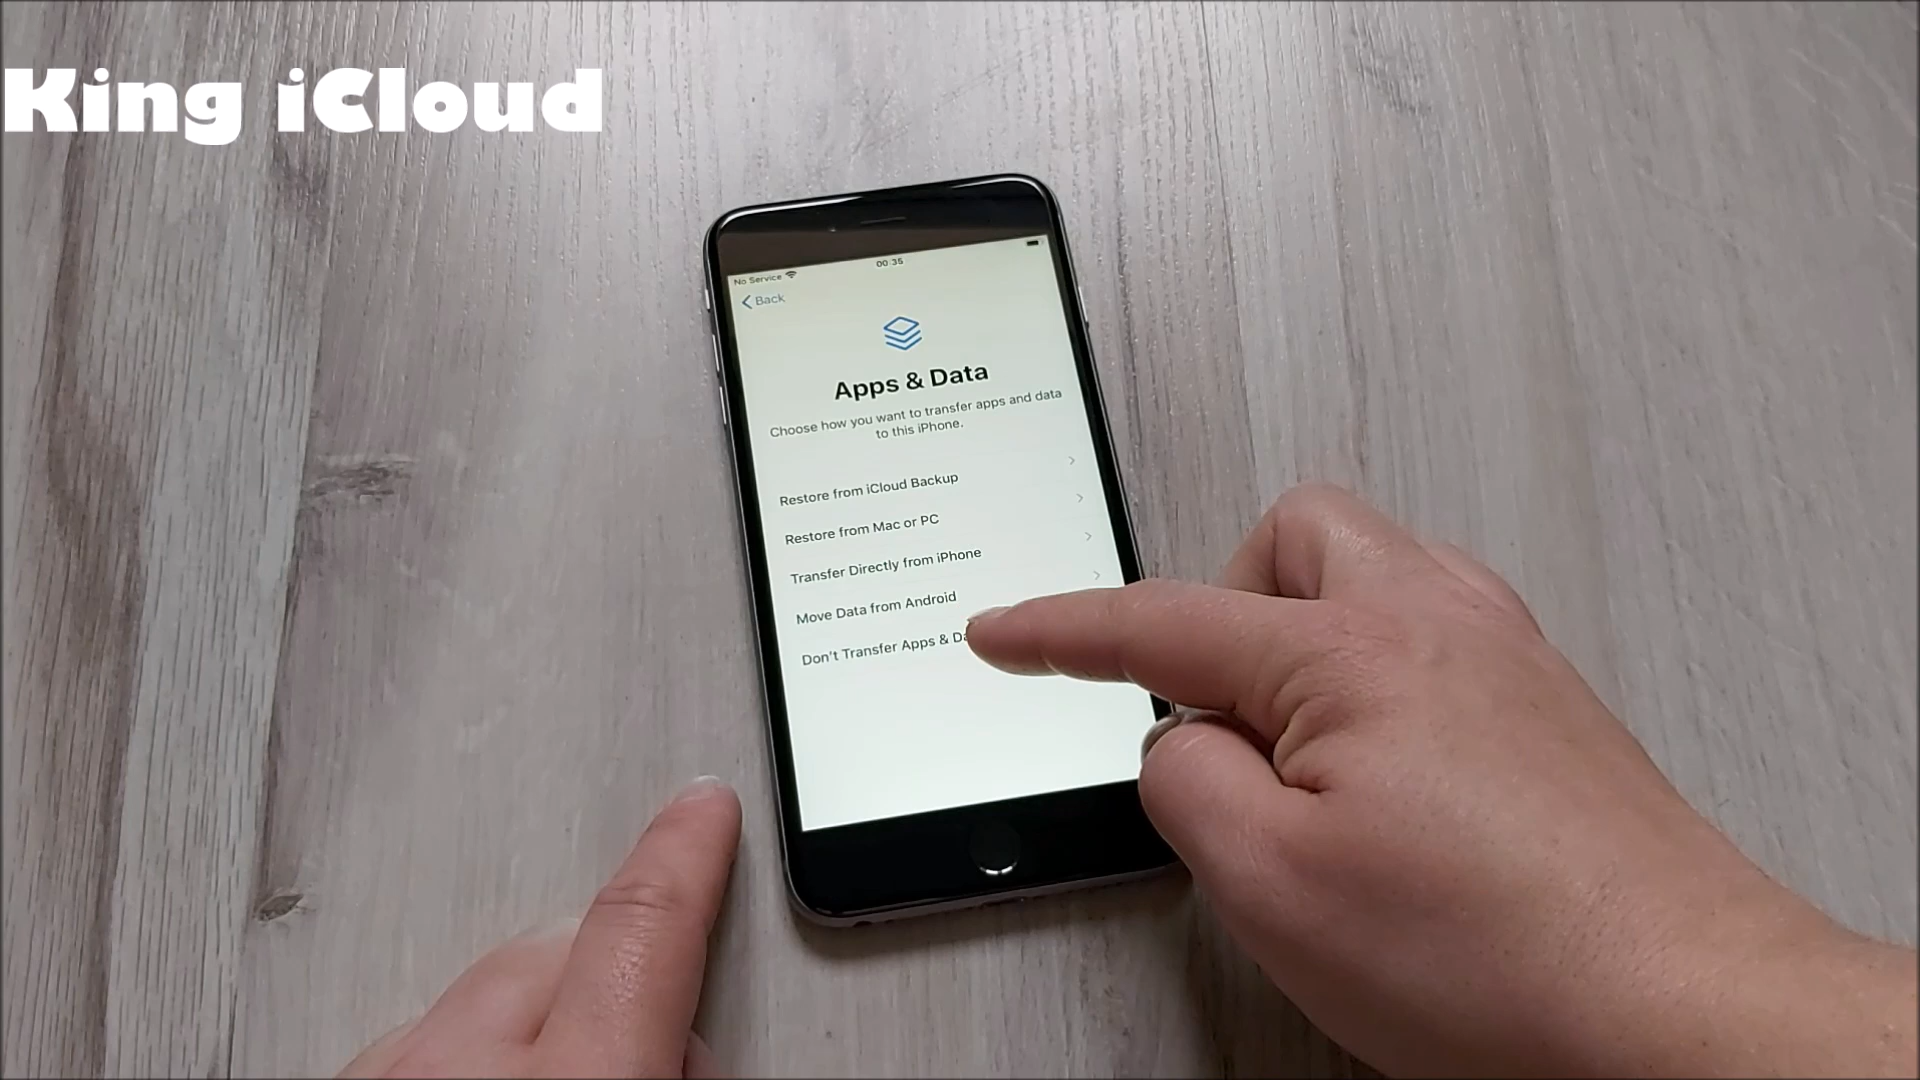 King iCloud
No Service 00:35
Back
Apps & Data
Choose how you want to transfer apps and data
to this iPhone.
Restore from iCloud Backup
Restore from Mac or PC
Transfer Directly from iPhone
Move Data from Android
Don't Transfer Apps &